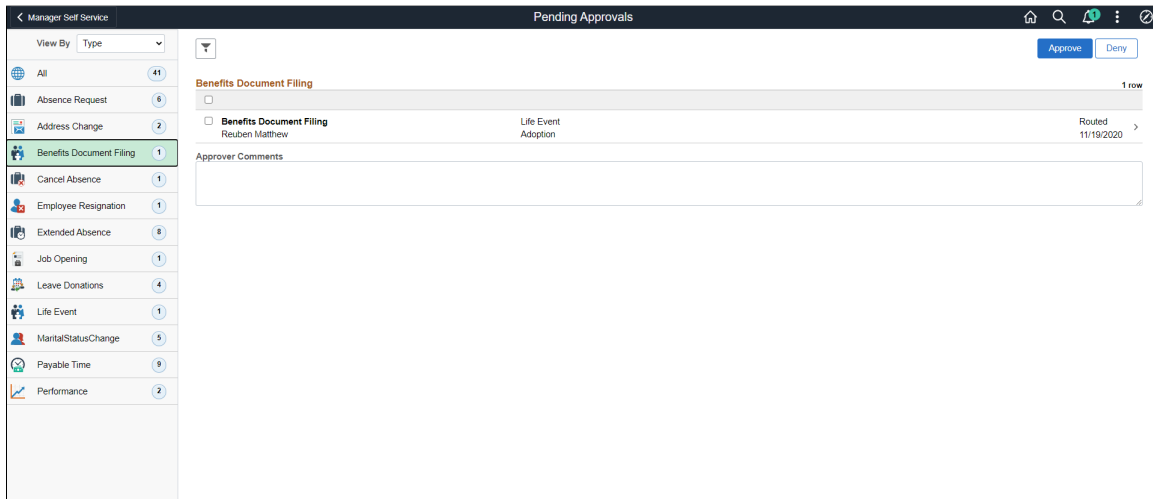 Manager Self Service
Pending Approvals
1
View By Type
Approve Deny
All 41
Absence Request 6
Address Change 2
Benefits Document Filing 1
Cancel Absence 1
Employee Resignation 1
Extended Absence 8
Job Opening 1
Leave Donations 4
Life Event 1
MaritalStatusChange 5
Payable Time 9
Performance 2
Benefits Document Filing 1 row
Benefits Document Filing Life Event Routed
Reuben Matthew Adoption 11/19/2020
Approver Comments